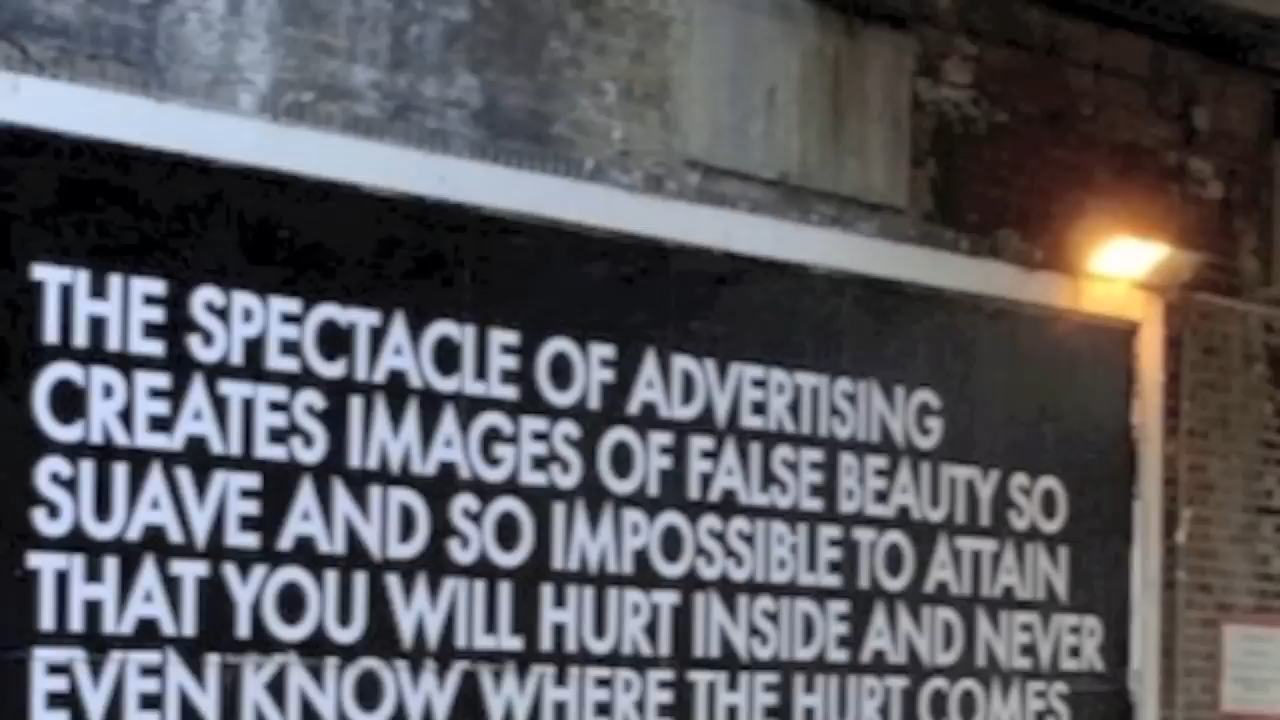 THE SPECTACLE OF ADVERTISING
CREATES IMAGES OF FALSE BEAUTY SO
SUAVE AND SO IMPOSSIBLE TO ATTAIN
THAT YOU WILL HURT INSIDE AND NEVER
EVEN KNOW WHERE THE HURT COMES